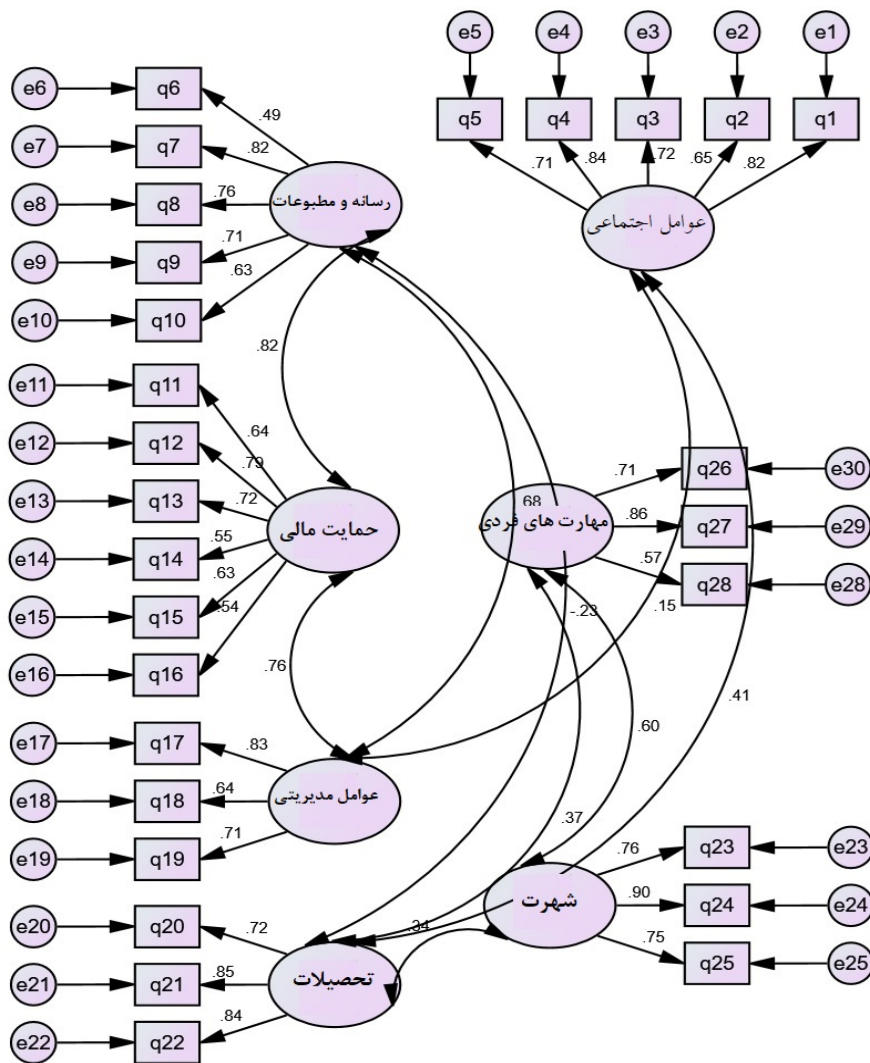 e5 e4 e3 e2 e1
q5 q4 q3 q2 q1
.71 .84 .72 .65 .82
عوامل اجتماعی
e6 q6 .49
e7 q7 .82
e8 q8 .76
e9 q9 .71
e10 q10 .63
رسانه و مطبوعات
.82
e11 q11 .64
e12 q12 .79
e13 q13 .72
e14 q14 .55
e15 q15 .63
e16 q16 .54
حمایت مالی
.68
مهارت های فردی
.71 q26 e30
.86 q27 e29
.57 q28 e28
-.23
.15
.76
.60
.41
e17 q17 .83
e18 q18 .64
e19 q19 .71
عوامل مدیریتی
.37
.76 q23 e23
.90 q24 e24
.75 q25 e25
شهرت
.34
e20 q20 .72
e21 q21 .85
e22 q22 .84
تحصیلات